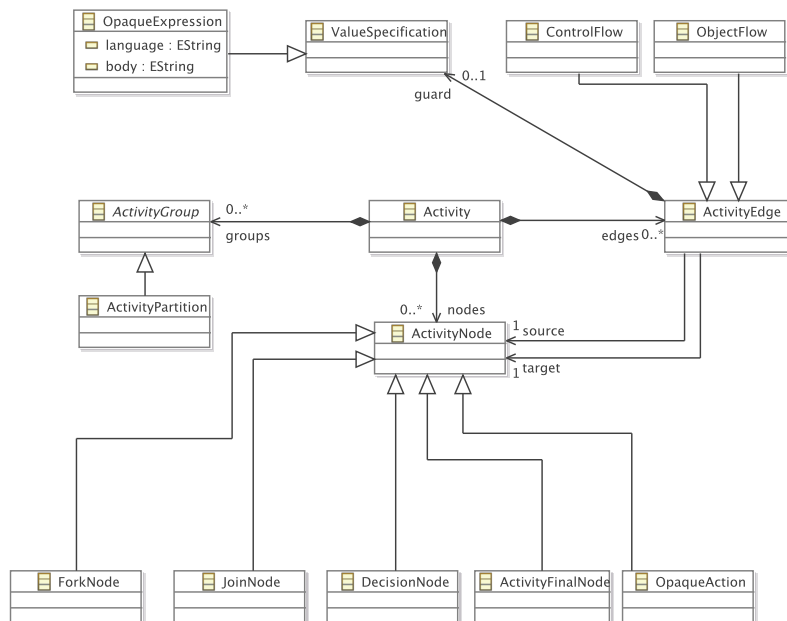 OpaqueExpression
language : EString
body : EString
ValueSpecification
ControlFlow
ObjectFlow
0..1
guard
ActivityGroup
0..*
groups
Activity
edges
0..*
ActivityEdge
ActivityPartition
0..*
nodes
ActivityNode
1
source
target
1
ForkNode
JoinNode
DecisionNode
ActivityFinalNode
OpaqueAction